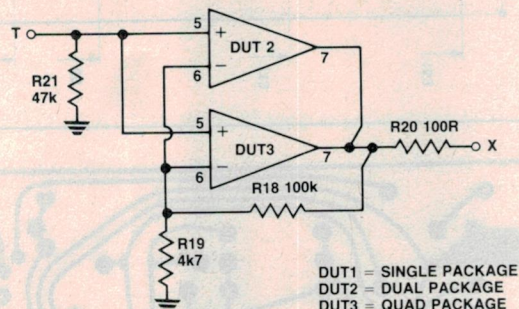 T
5
+
DUT 2
7
6
−
R21
47k
5
+
DUT3
7
6
−
R20 100R
X
R18 100k
R19
4k7
DUT1 = SINGLE PACKAGE
DUT2 = DUAL PACKAGE
DUT3 = QUAD PACKAGE